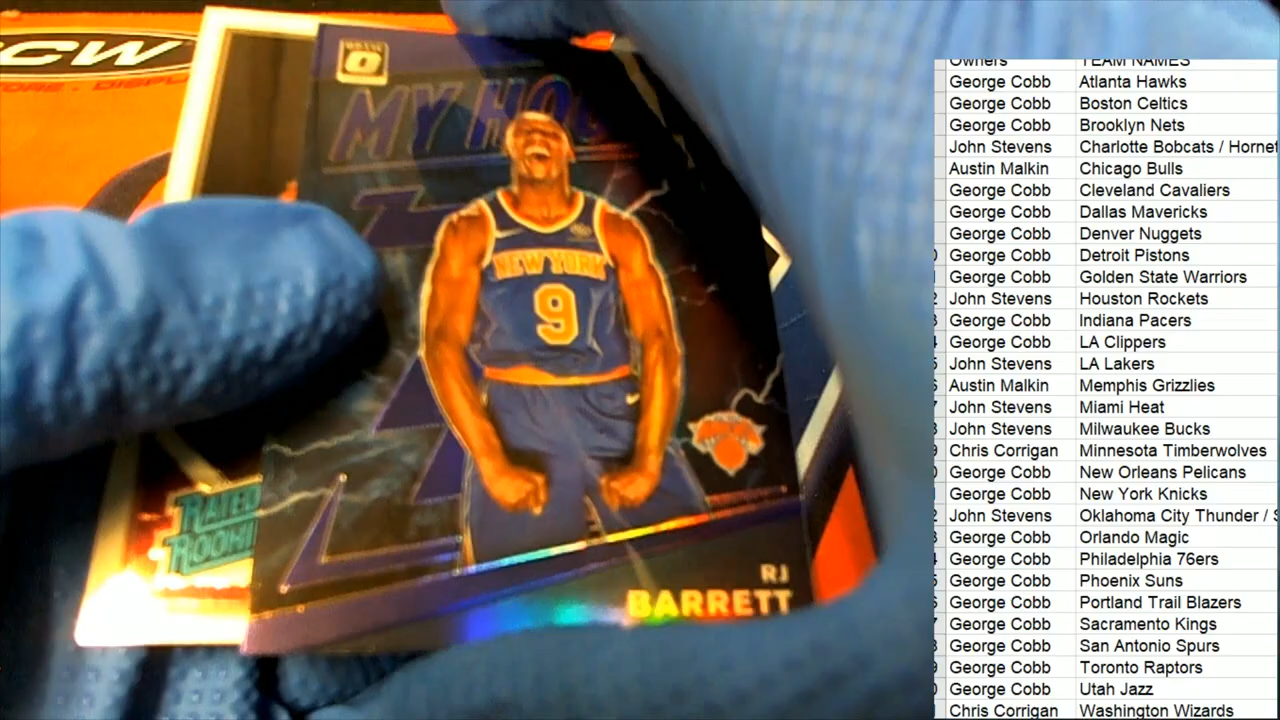 CW
ORE - DISPL
MY HO
NEW YORK
9
RATED
ROOKI
RJ
BARRETT
Owners TEAM NAMES
George Cobb Atlanta Hawks
George Cobb Boston Celtics
George Cobb Brooklyn Nets
John Stevens Charlotte Bobcats / Hornet
Austin Malkin Chicago Bulls
George Cobb Cleveland Cavaliers
George Cobb Dallas Mavericks
George Cobb Denver Nuggets
George Cobb Detroit Pistons
George Cobb Golden State Warriors
John Stevens Houston Rockets
George Cobb Indiana Pacers
George Cobb LA Clippers
John Stevens LA Lakers
Austin Malkin Memphis Grizzlies
John Stevens Miami Heat
John Stevens Milwaukee Bucks
Chris Corrigan Minnesota Timberwolves
George Cobb New Orleans Pelicans
George Cobb New York Knicks
John Stevens Oklahoma City Thunder / S
George Cobb Orlando Magic
George Cobb Philadelphia 76ers
George Cobb Phoenix Suns
George Cobb Portland Trail Blazers
George Cobb Sacramento Kings
George Cobb San Antonio Spurs
George Cobb Toronto Raptors
George Cobb Utah Jazz
Chris Corrigan Washington Wizards